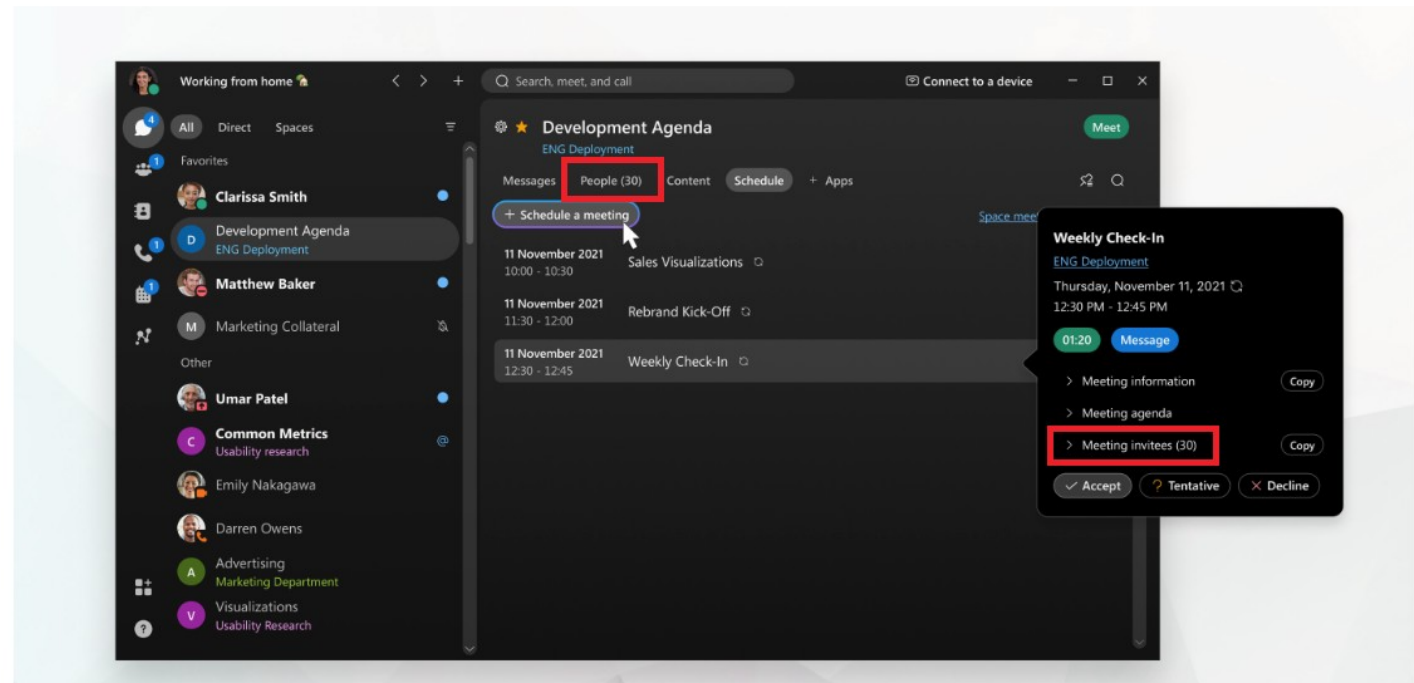 Working from home
Search, meet, and call
Connect to a device
4
All Direct Spaces
Favorites
1
Clarissa Smith
D
Development Agenda
ENG Deployment
1
Matthew Baker
1
M
Marketing Collateral
Other
Umar Patel
C
Common Metrics
Usability research
@
Emily Nakagawa
Darren Owens
A
Advertising
Marketing Department
V
Visualizations
Usability Research
?
Development Agenda
ENG Deployment
Meet
Messages People (30) Content Schedule + Apps
+ Schedule a meeting
Space
11 November 2021
10:00 - 10:30
Sales Visualizations
11 November 2021
11:30 - 12:00
Rebrand Kick-Off
11 November 2021
12:30 - 12:45
Weekly Check-In
Weekly Check-In
ENG Deployment
Thursday, November 11, 2021
12:30 PM - 12:45 PM
01:20 Message
Meeting information Copy
Meeting agenda
Meeting invitees (30) Copy
Accept ? Tentative Decline